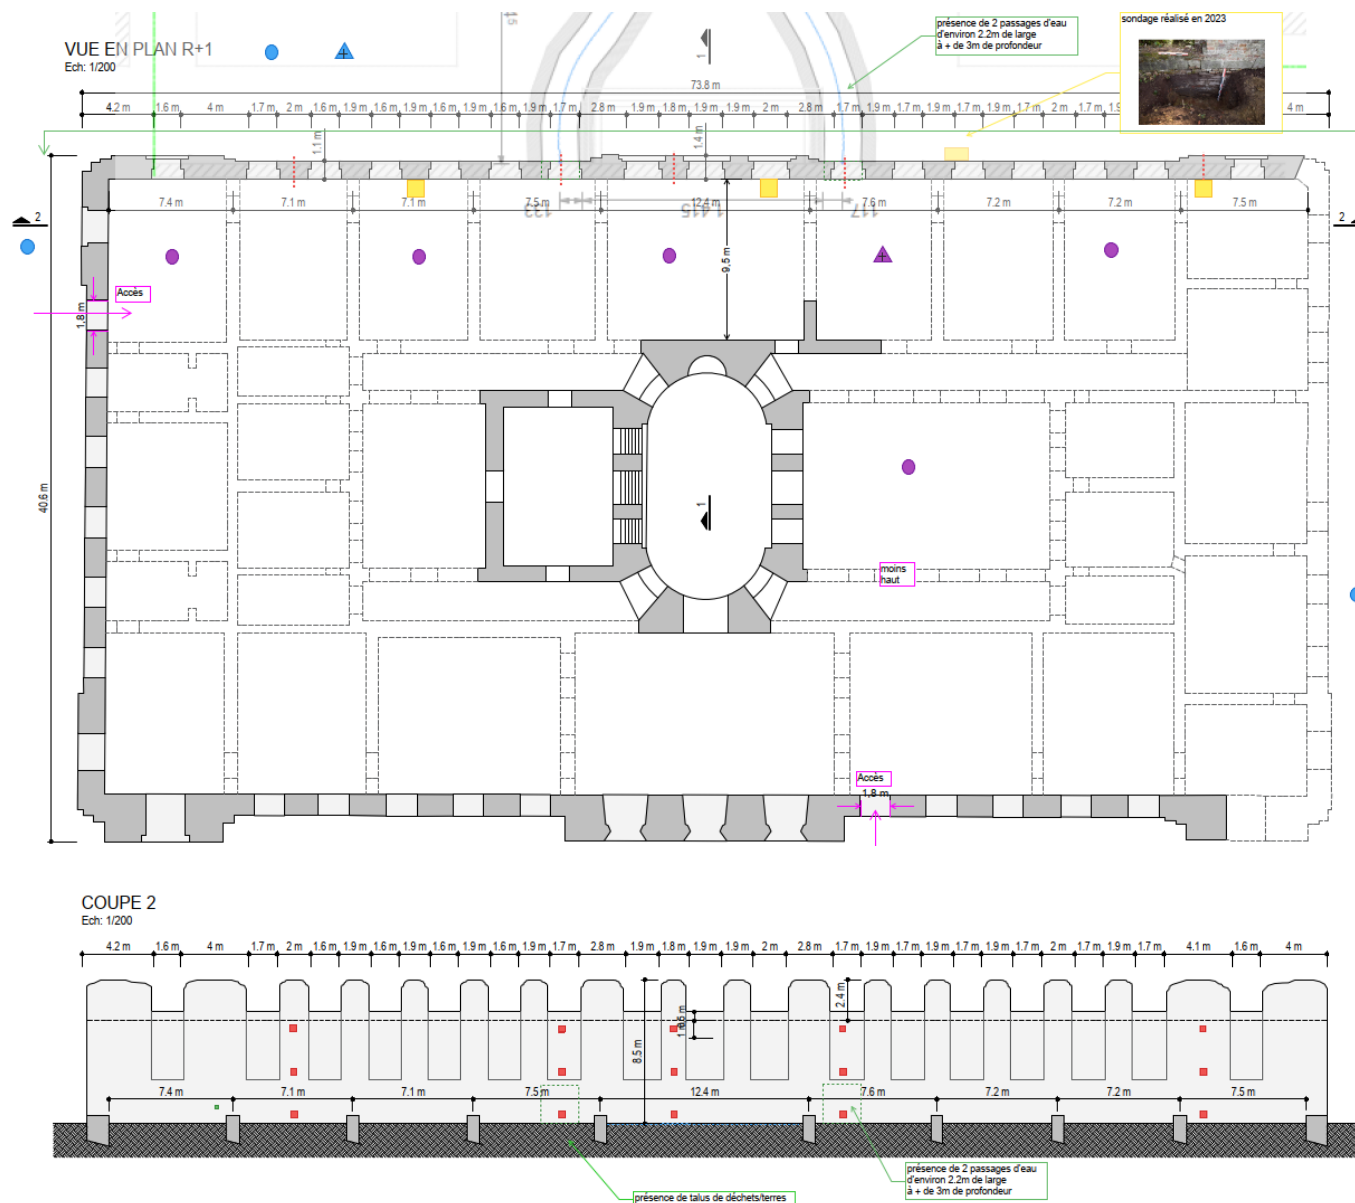 VUE EN PLAN R+1
Ech: 1/200
présence de 2 passages d'eau
d'environ 2.2m de large
à + de 3m de profondeur
sondage réalisé en 2023
1
73.8 m
4.2 m 1.6 m 4 m 1.7 m 2 m 1.6 m 1.9 m 1.6 m 1.9 m 1.6 m 1.9 m 1.7 m 2.8 m 1.9 m 1.8 m 1.9 m 1.9 m 2 m 2.8 m 1.7 m 1.9 m 1.7 m 1.9 m 1.7 m 1.9 m 1.7 m 2 m 1.7 m 4 m
1.1 m
1.4 m
7.4 m 7.1 m 7.1 m 7.5 m 12.4 m 7.6 m 7.2 m 7.2 m 7.5 m
133 1.415 117
2 2
9,5 m
Accès
1,8 m
40.6 m
1
moins
haut
Accès
1,8 m
COUPE 2
Ech: 1/200
4.2 m 1.6 m 4 m 1.7 m 2 m 1.6 m 1.9 m 1.6 m 1.9 m 1.6 m 1.9 m 1.7 m 2.8 m 1.9 m 1.8 m 1.9 m 1.9 m 2 m 2.8 m 1.7 m 1.9 m 1.7 m 1.9 m 1.7 m 1.9 m 1.7 m 2 m 1.7 m 1.9 m 1.7 m 4.1 m 1.6 m 4 m
2.4 m
8.5 m
7.4 m 7.1 m 7.1 m 7.5 m 12.4 m 7.6 m 7.2 m 7.2 m 7.5 m
présence de 2 passages d'eau
d'environ 2.2m de large
à + de 3m de profondeur
présence de talus de déchets/terres